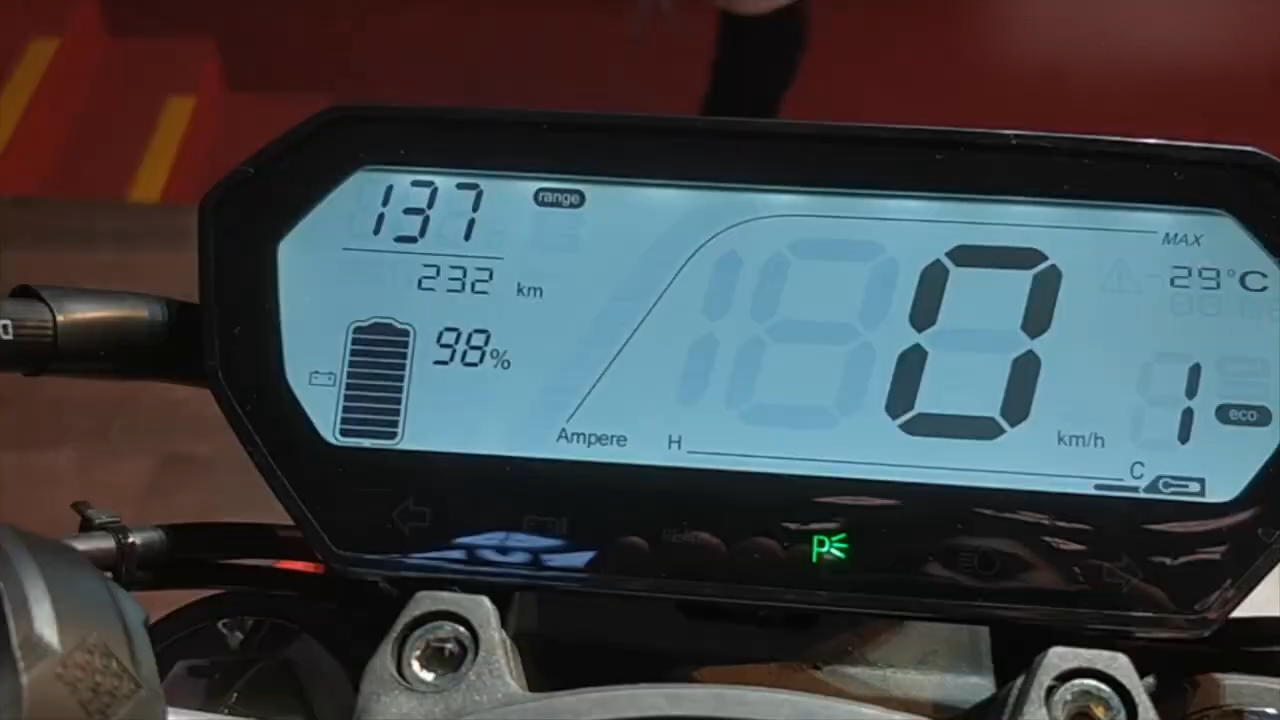 137 range
232 km
98%
MAX
29°C
0 km/h
1 eco
Ampere
H
C
P